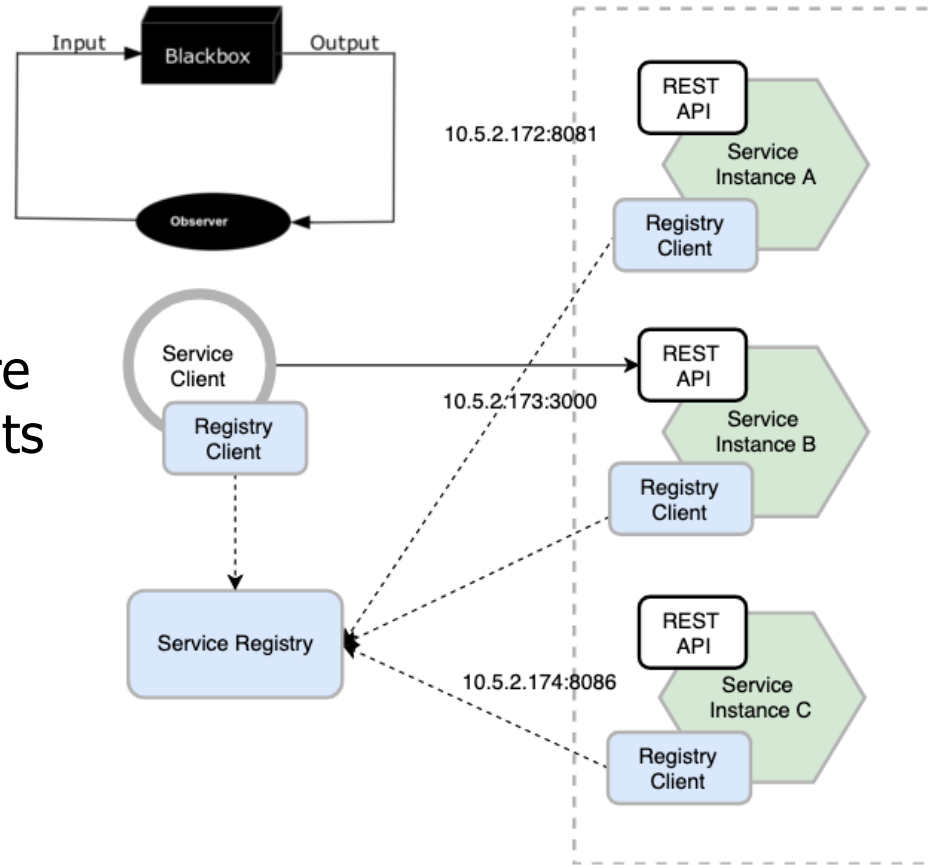 Input
Blackbox
Output
Observer
10.5.2.172:8081
REST
API
Service
Instance A
Registry
Client
Service
Client
Registry
Client
10.5.2.173:3000
REST
API
Service
Instance B
Registry
Client
Service Registry
10.5.2.174:8086
REST
API
Service
Instance C
Registry
Client